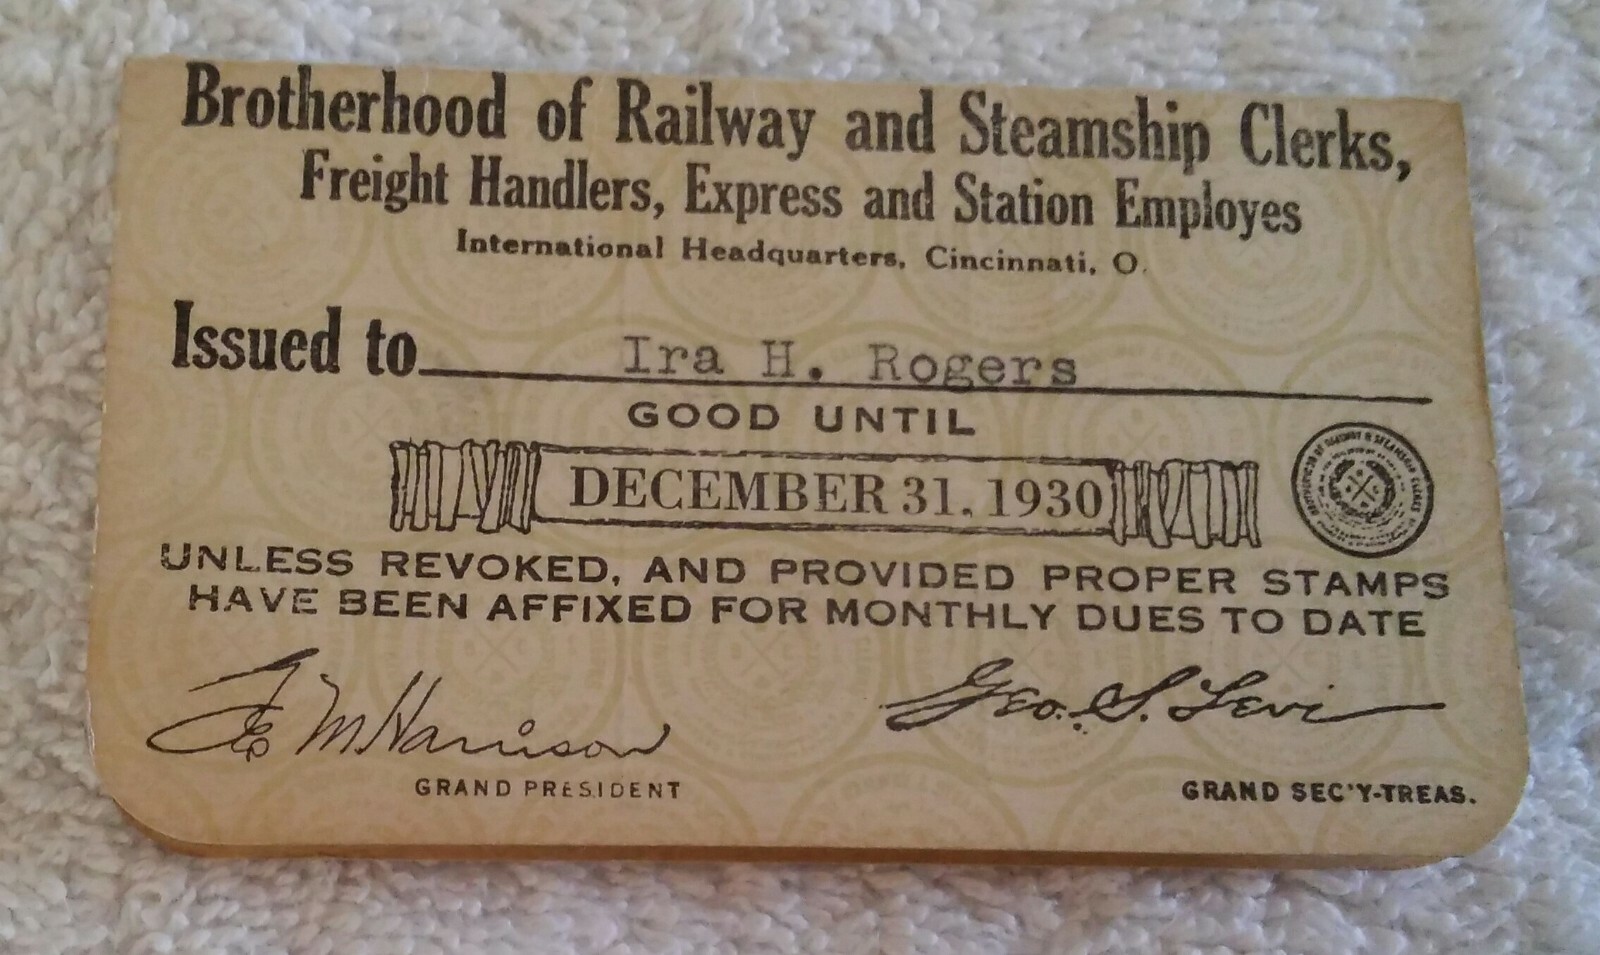 Brotherhood of Railway and Steamship Clerks,
Freight Handlers, Express and Station Employes
International Headquarters, Cincinnati, O.
Issued to Ira H. Rogers
GOOD UNTIL
DECEMBER 31, 1930
UNLESS REVOKED, AND PROVIDED PROPER STAMPS
HAVE BEEN AFFIXED FOR MONTHLY DUES TO DATE
Geo M Harrison
GRAND PRESIDENT
Geo. S. Levi
GRAND SEC'Y-TREAS.